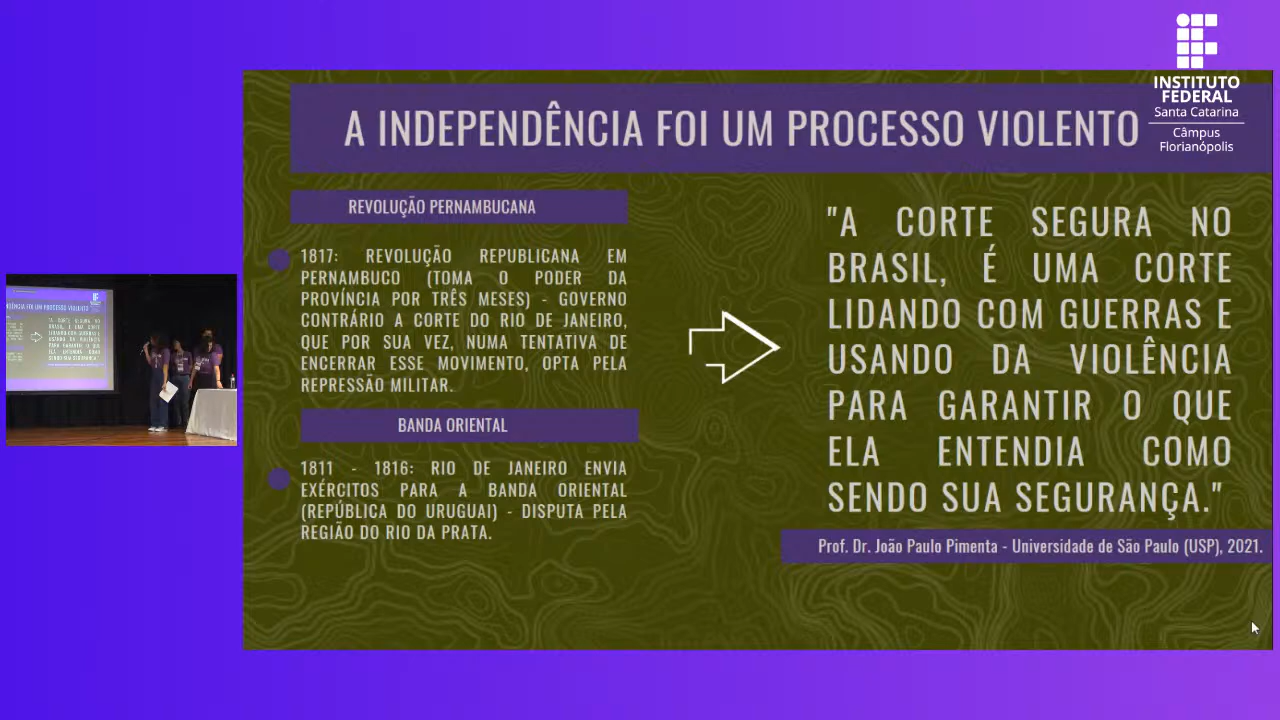 INSTITUTO
FEDERAL
Santa Catarina
Câmpus
Florianópolis
A INDEPENDÊNCIA FOI UM PROCESSO VIOLENTO
REVOLUÇÃO PERNAMBUCANA
1817: REVOLUÇÃO REPUBLICANA EM
PERNAMBUCO (TOMA O PODER DA
PROVÍNCIA POR TRÊS MESES) - GOVERNO
CONTRÁRIO A CORTE DO RIO DE JANEIRO,
QUE POR SUA VEZ, NUMA TENTATIVA DE
ENCERRAR ESSE MOVIMENTO, OPTA PELA
REPRESSÃO MILITAR.
BANDA ORIENTAL
1811 - 1816: RIO DE JANEIRO ENVIA
EXÉRCITOS PARA A BANDA ORIENTAL
(REPÚBLICA DO URUGUAI) - DISPUTA PELA
REGIÃO DO RIO DA PRATA.
"A CORTE SEGURA NO
BRASIL, É UMA CORTE
LIDANDO COM GUERRAS E
USANDO DA VIOLÊNCIA
PARA GARANTIR O QUE
ELA ENTENDIA COMO
SENDO SUA SEGURANÇA."
Prof. Dr. João Paulo Pimenta - Universidade de São Paulo (USP), 2021.